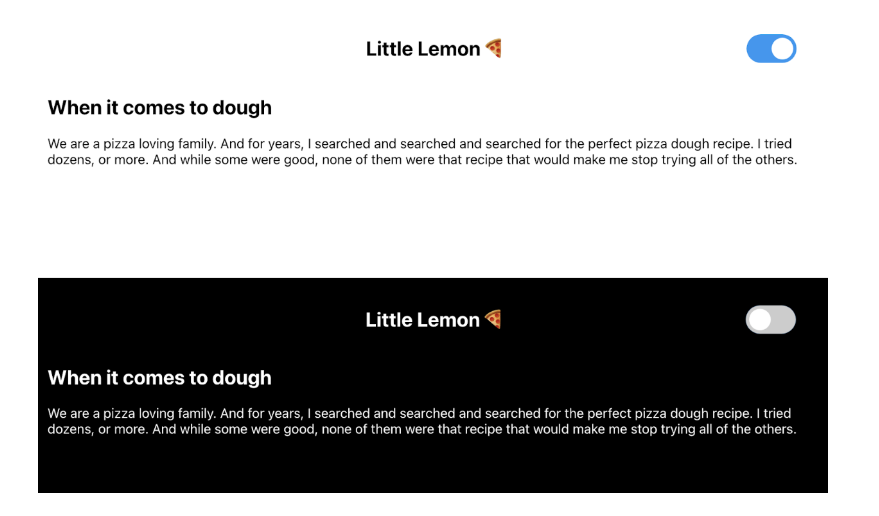 Little Lemon 🍕
When it comes to dough
We are a pizza loving family. And for years, I searched and searched and searched for the perfect pizza dough recipe. I tried
dozens, or more. And while some were good, none of them were that recipe that would make me stop trying all of the others.
Little Lemon 🍕
When it comes to dough
We are a pizza loving family. And for years, I searched and searched and searched for the perfect pizza dough recipe. I tried
dozens, or more. And while some were good, none of them were that recipe that would make me stop trying all of the others.